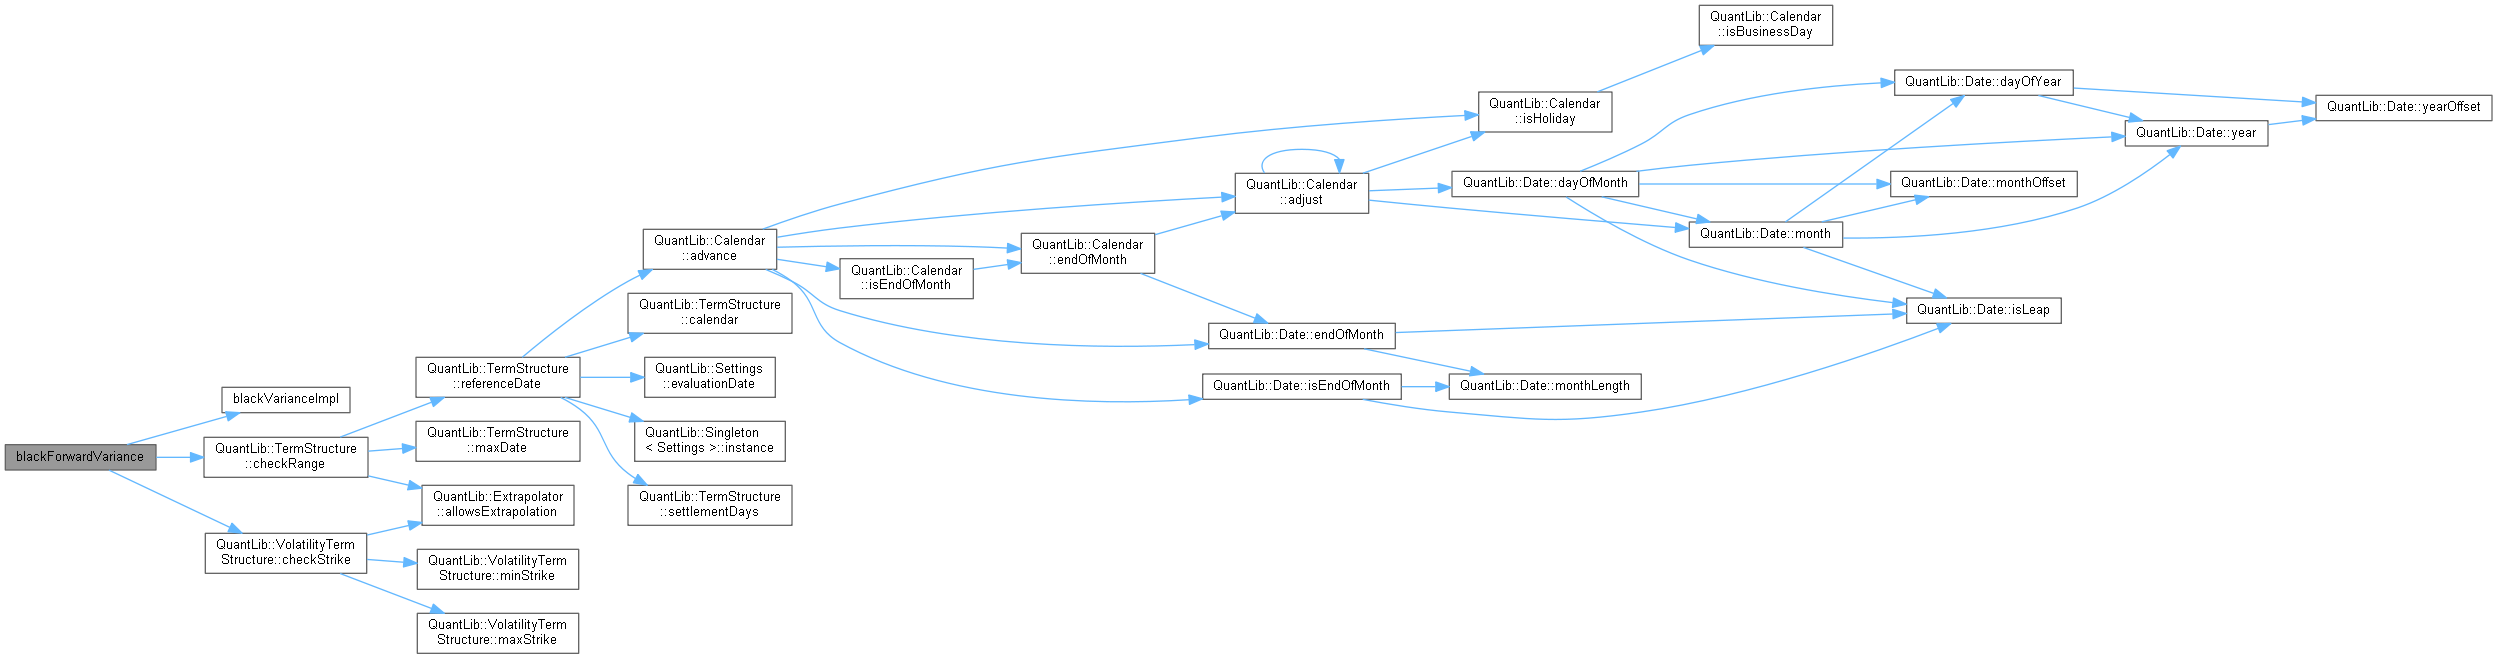 blackForwardVariance
blackVarianceImpl
QuantLib::TermStructure
::checkRange
QuantLib::VolatilityTerm
Structure::checkStrike
QuantLib::TermStructure
::referenceDate
QuantLib::TermStructure
::maxDate
QuantLib::Extrapolator
::allowsExtrapolation
QuantLib::VolatilityTerm
Structure::minStrike
QuantLib::VolatilityTerm
Structure::maxStrike
QuantLib::Calendar
::advance
QuantLib::TermStructure
::calendar
QuantLib::Settings
::evaluationDate
QuantLib::Singleton
< Settings >::instance
QuantLib::TermStructure
::settlementDays
QuantLib::Calendar
::isEndOfMonth
QuantLib::Calendar
::endOfMonth
QuantLib::Calendar
::adjust
QuantLib::Date::endOfMonth
QuantLib::Date::isEndOfMonth
QuantLib::Calendar
::isHoliday
QuantLib::Date::dayOfMonth
QuantLib::Date::monthLength
QuantLib::Calendar
::isBusinessDay
QuantLib::Date::month
QuantLib::Date::dayOfYear
QuantLib::Date::monthOffset
QuantLib::Date::isLeap
QuantLib::Date::year
QuantLib::Date::yearOffset